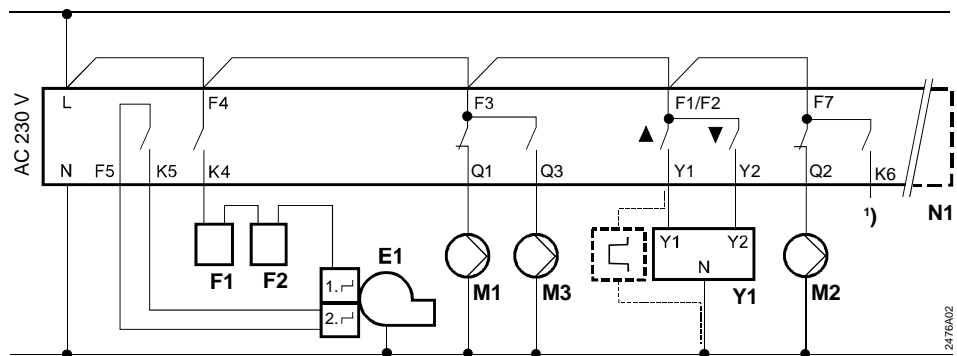 AC 230 V
L F4 F3 F1/F2 F7
▲ ▼
N F5 K5 K4 Q1 Q3 Y1 Y2 Q2 K6
¹) N1
Y1 Y2
N
F1 F2 E1 M1 M3 Y1 M2
1.
2.
2476A02